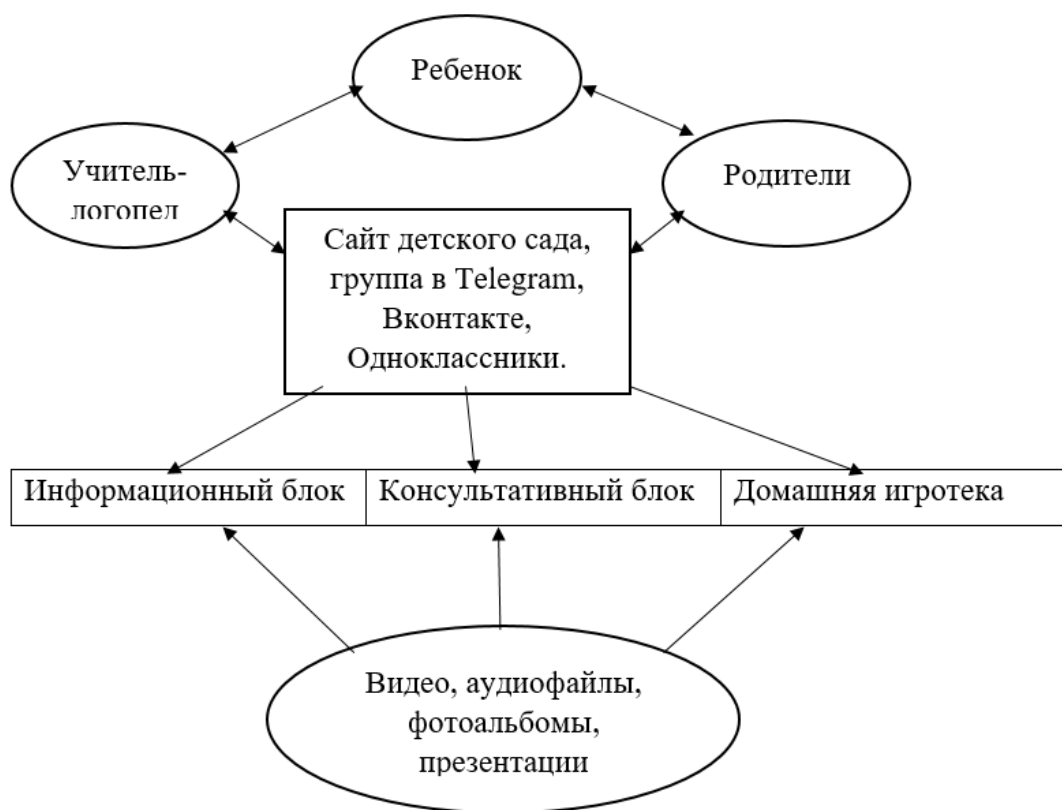 Ребенок
Учитель-
логопед
Родители
Сайт детского сада,
группа в Telegram,
Вконтакте,
Одноклассники.
Информационный блок
Консультативный блок
Домашняя игротека
Видео, аудиофайлы,
фотоальбомы,
презентации